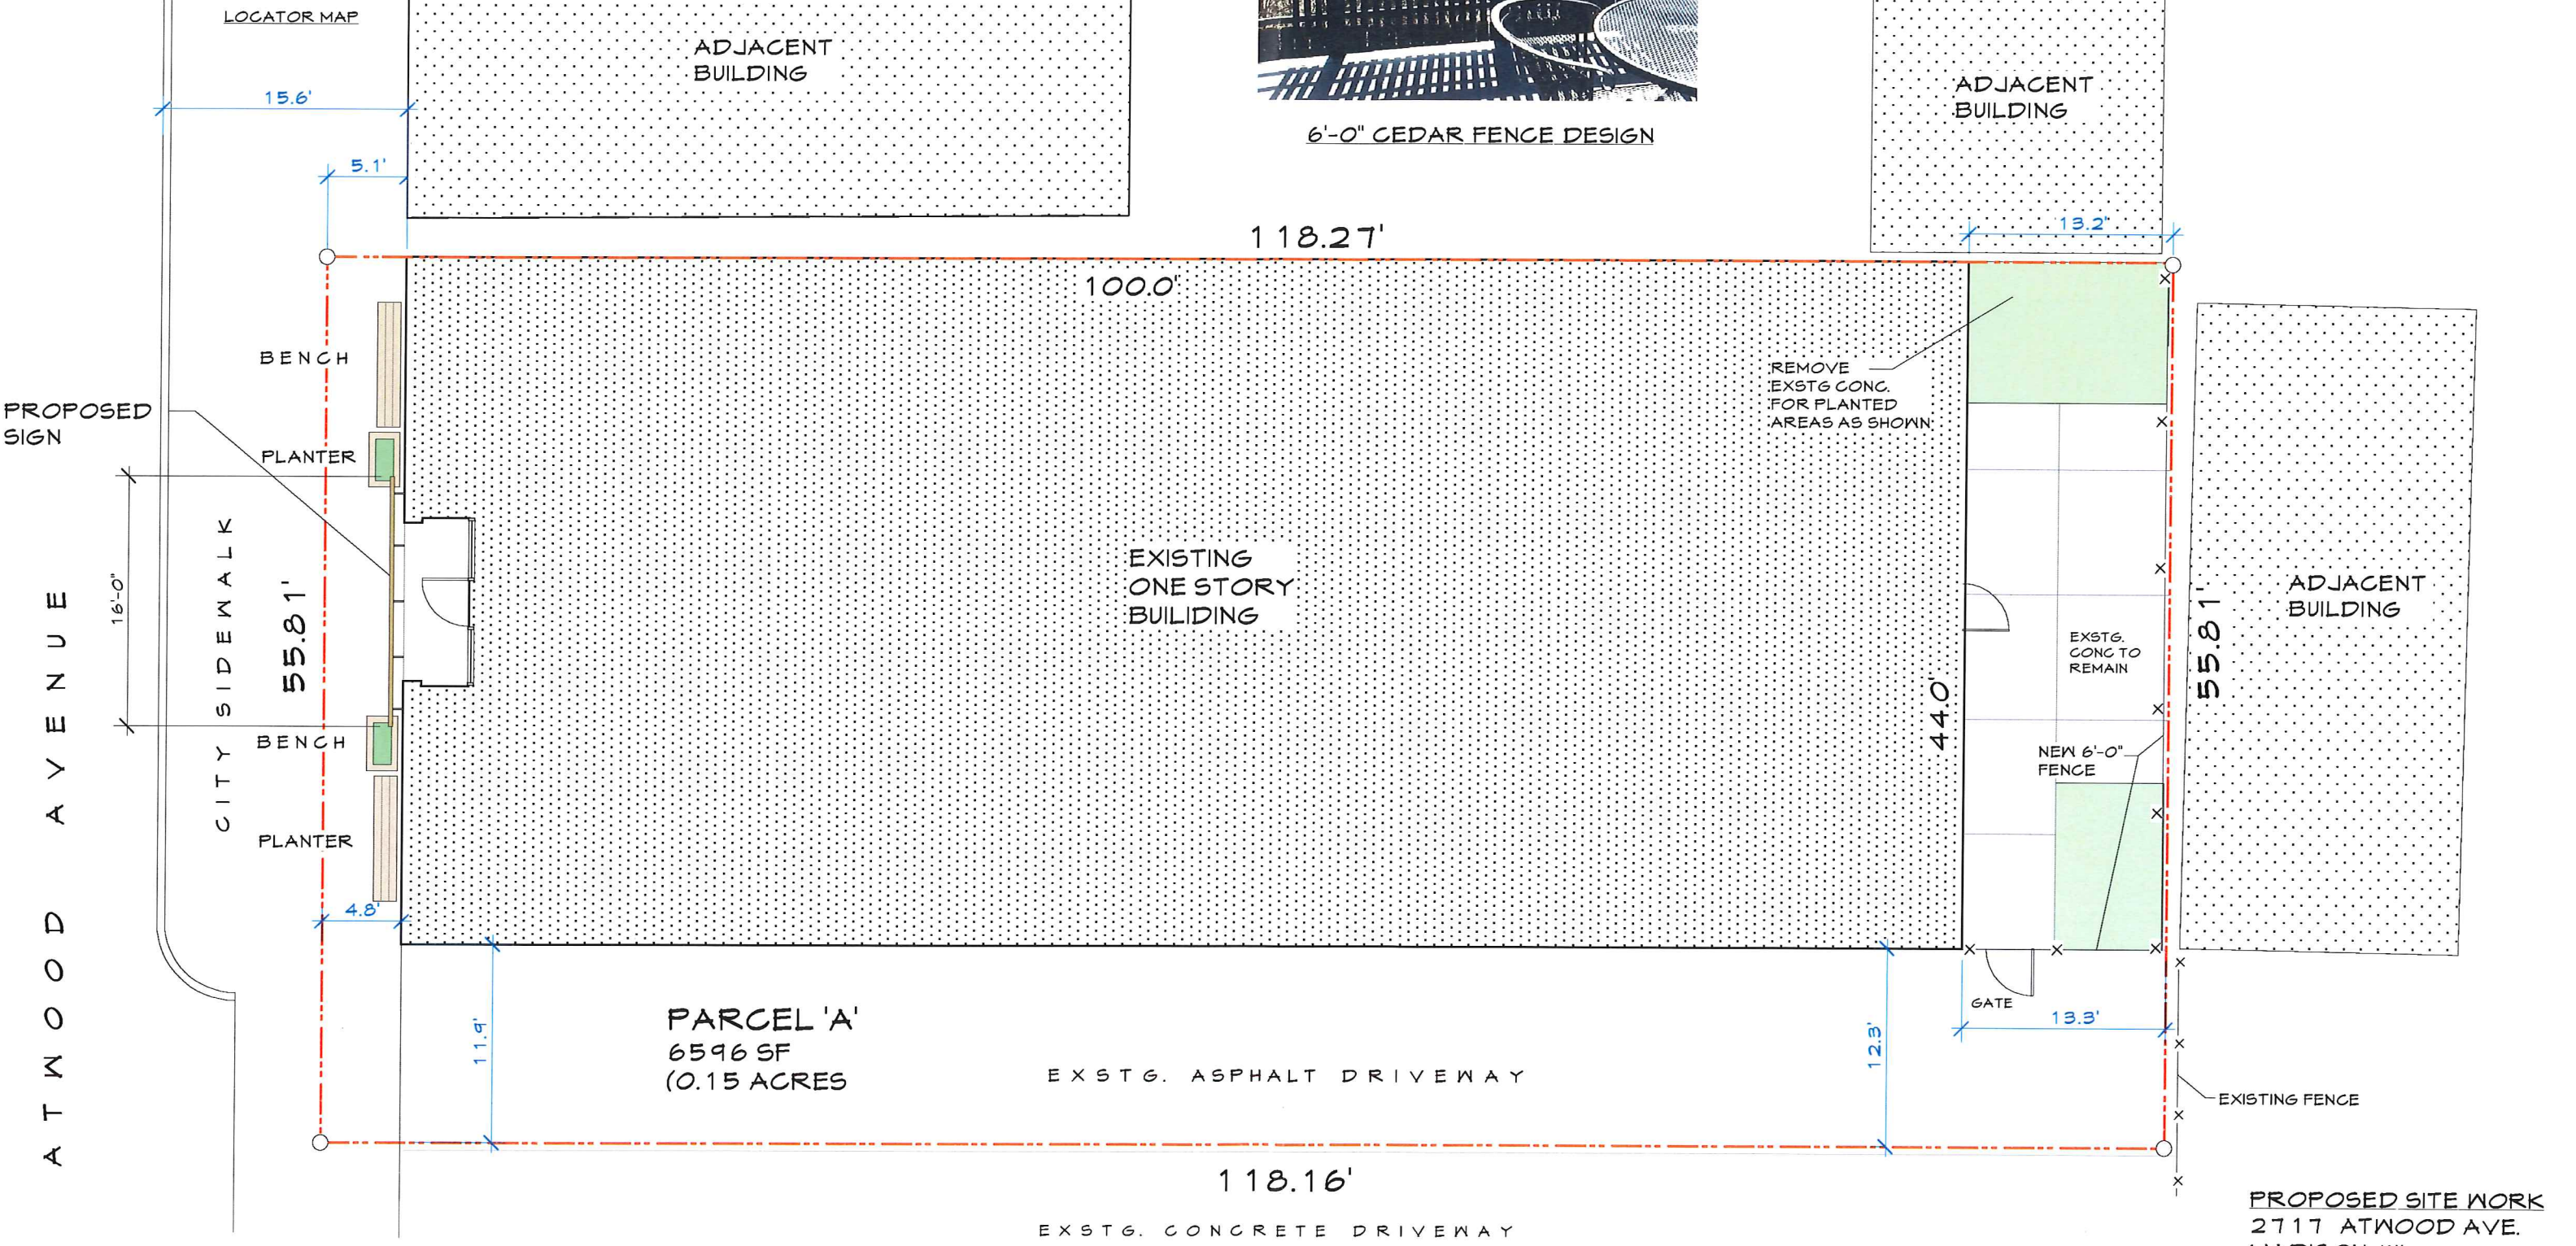 LOCATOR MAP
ADJACENT
BUILDING
15.6'
5.1'
6'-0" CEDAR FENCE DESIGN
ADJACENT
BUILDING
13.2'
118.27'
100.0'
BENCH
PROPOSED
SIGN
PLANTER
REMOVE
EXSTG CONC.
FOR PLANTED
AREAS AS SHOWN
ATWOOD AVENUE
16'-0"
CITY SIDEWALK
55.81'
EXISTING
ONE STORY
BUILIDING
EXSTG.
CONC TO
REMAIN
55.81'
ADJACENT
BUILDING
44.0'
BENCH
NEW 6'-0"
FENCE
PLANTER
4.8'
11.9'
PARCEL 'A'
6596 SF
(0.15 ACRES
EXSTG. ASPHALT DRIVEWAY
12.3'
GATE
13.3'
EXISTING FENCE
118.16'
EXSTG. CONCRETE DRIVEWAY
PROPOSED SITE WORK
2717 ATWOOD AVE.